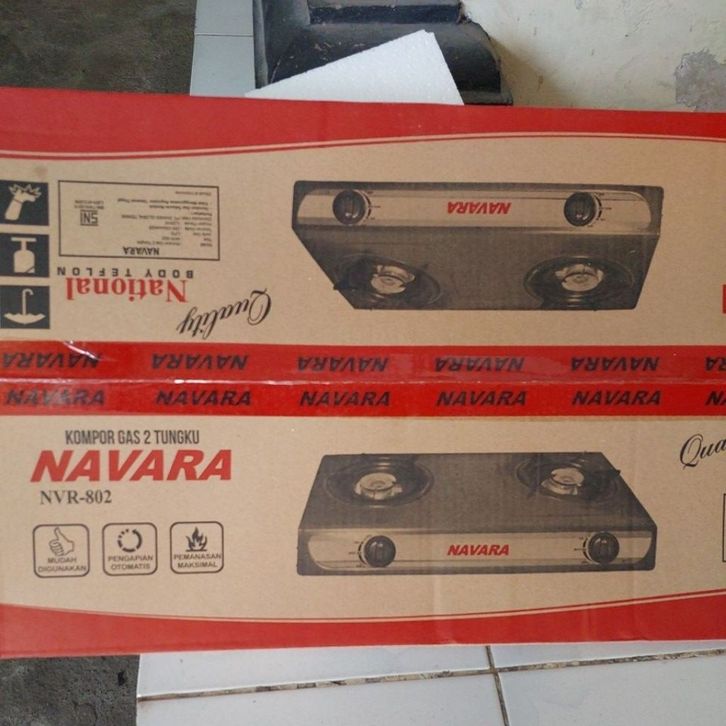 NAVARA
SNI
NAVARA
BODY TEFLON
National
Quality
NAVARA NAVARA NAVARA NAVARA NAVARA
NAVARA NAVARA NAVARA NAVARA NAVARA
KOMPOR GAS 2 TUNGKU
NAVARA
NVR-802
MUDAH
DIGUNAKAN
PENGAPIAN
OTOMATIS
PEMANASAN
MAKSIMAL
NAVARA